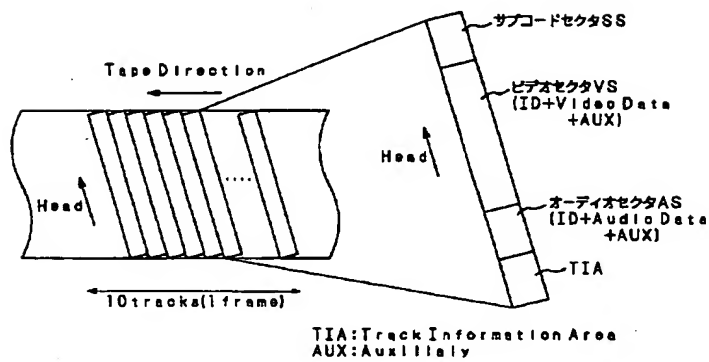 Tape Direction
Head
10tracks(1frame)
サブコードセクタSS
ビデオセクタVS
(ID+Video Data
+AUX)
Head
オーディオセクタAS
(ID+Audio Data
+AUX)
TIA
TIA:Track Information Area
AUX:Auxiliialy